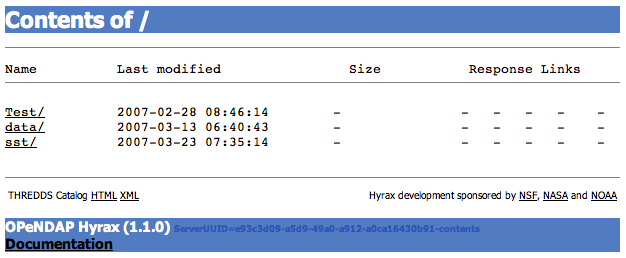 Contents of /
Name Last modified Size Response Links
Test/ 2007-02-28 08:46:14 - - - - - -
data/ 2007-03-13 06:40:43 - - - - - -
sst/ 2007-03-23 07:35:14 - - - - - -
THREDDS Catalog HTML XML Hyrax development sponsored by NSF, NASA and NOAA
OPeNDAP Hyrax (1.1.0) ServerUUID=e93c3d09-a5d9-49a0-a912-a0ca16430b91-contents
Documentation